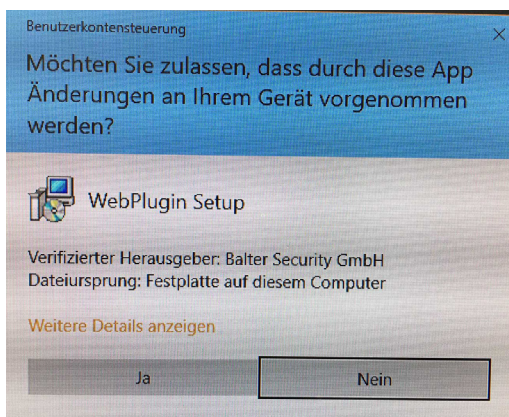 Benutzerkontensteuerung
Möchten Sie zulassen, dass durch diese App
Änderungen an Ihrem Gerät vorgenommen
werden?
WebPlugin Setup
Verifizierter Herausgeber: Balter Security GmbH
Dateiursprung: Festplatte auf diesem Computer
Weitere Details anzeigen
Ja
Nein